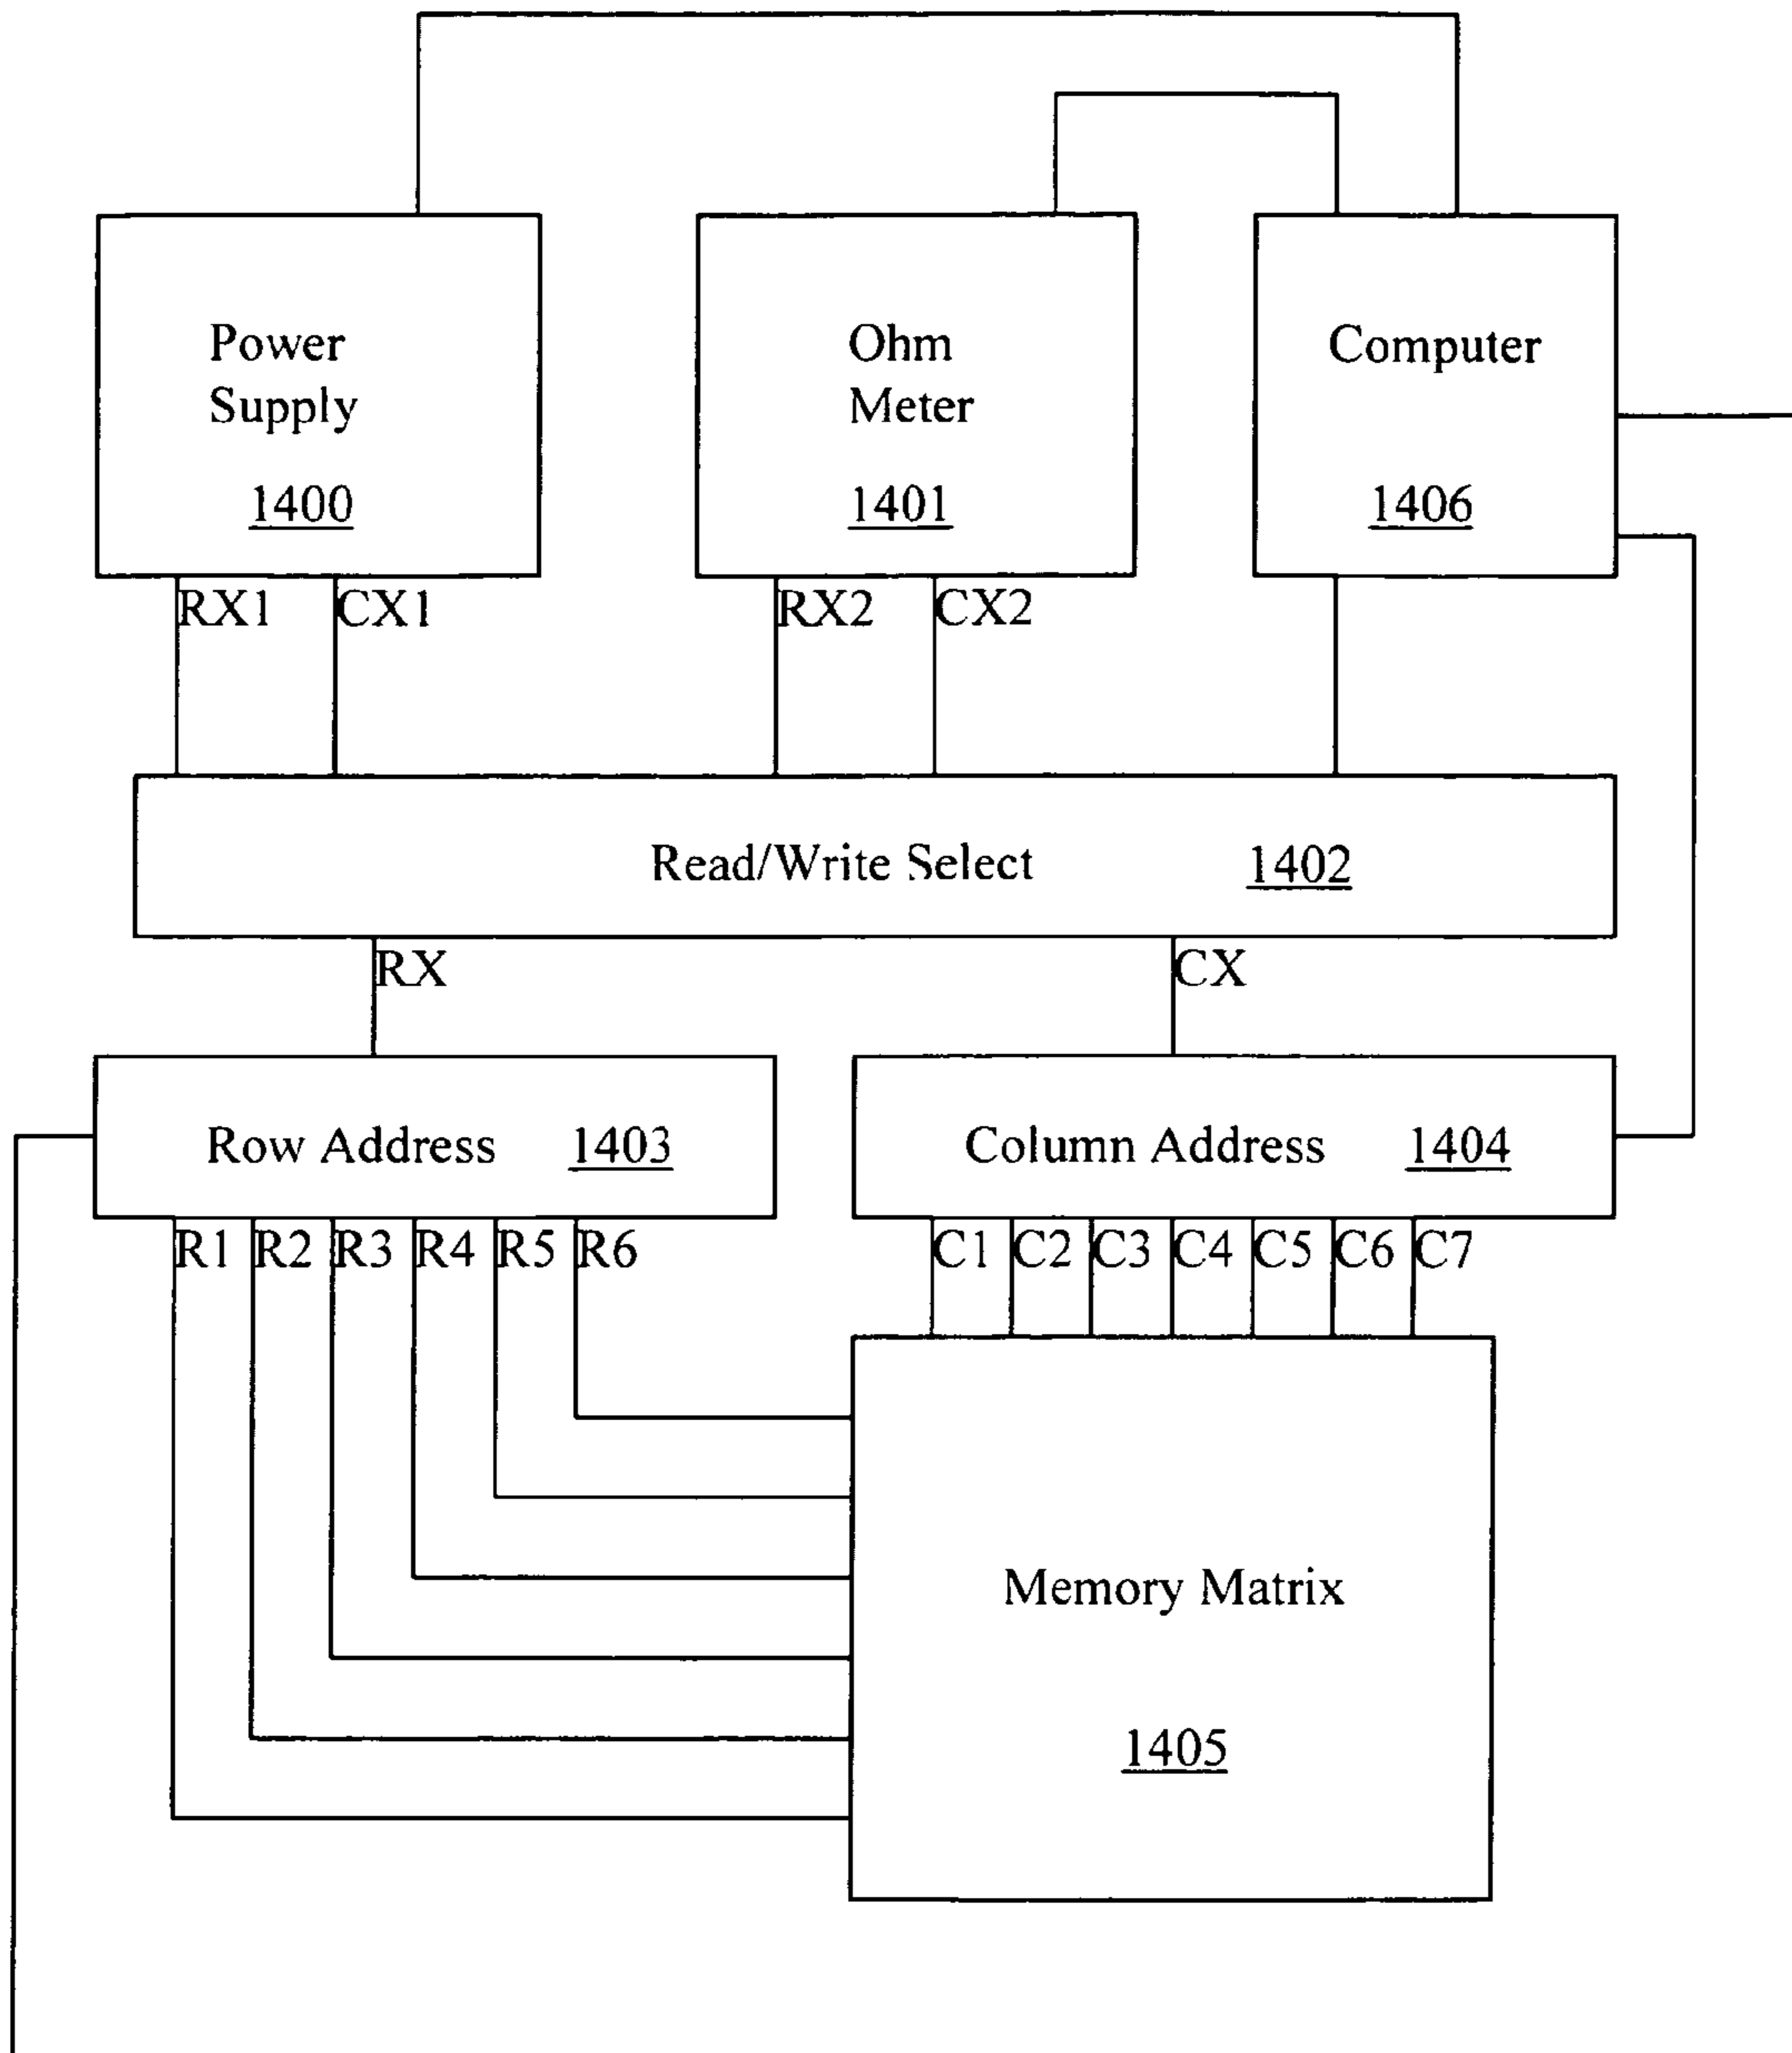 Power
Supply
1400
Ohm
Meter
1401
Computer
1406
RX1 CX1 RX2 CX2
Read/Write Select 1402
RX CX
Row Address 1403
Column Address 1404
R1 R2 R3 R4 R5 R6
C1 C2 C3 C4 C5 C6 C7
Memory Matrix
1405